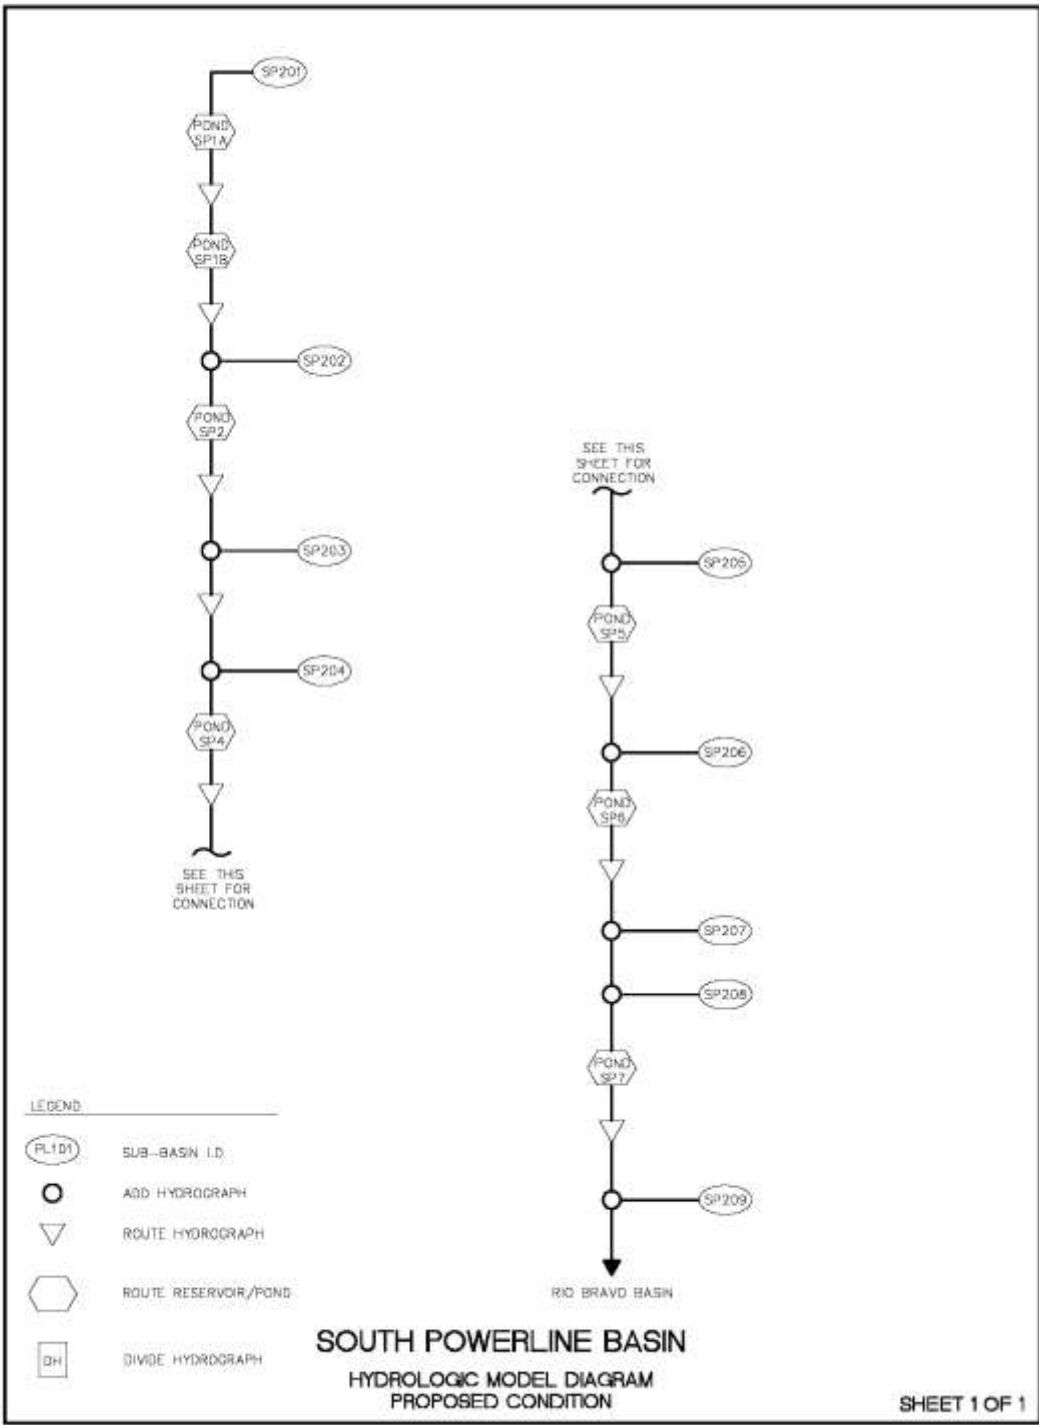 SP201
POND
SP1A
POND
SP1B
SP202
POND
SP2
SP203
SP204
POND
SP4
SEE THIS
SHEET FOR
CONNECTION
SEE THIS
SHEET FOR
CONNECTION
SP205
POND
SP5
SP206
POND
SP6
SP207
SP208
POND
SP7
SP209
RIO BRAVO BASIN
LEGEND
PL101 SUB-BASIN I.D
ADD HYDROGRAPH
ROUTE HYDROGRAPH
ROUTE RESERVOIR/POND
DH DIVIDE HYDROGRAPH
SOUTH POWERLINE BASIN
HYDROLOGIC MODEL DIAGRAM
PROPOSED CONDITION
SHEET 1 OF 1